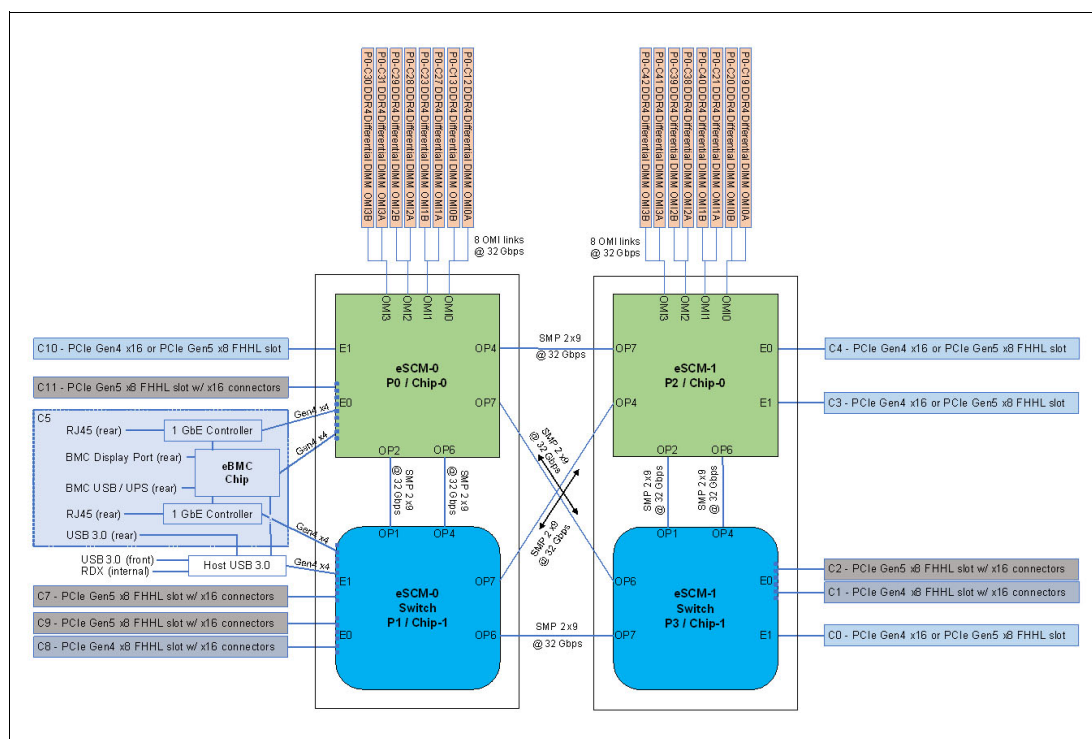 P0-C30 DDR4 Differential DIMM OMI3B
P0-C31 DDR4 Differential DIMM OMI3A
P0-C29 DDR4 Differential DIMM OMI2B
P0-C28 DDR4 Differential DIMM OMI2A
P0-C23 DDR4 Differential DIMM OMI1B
P0-C27 DDR4 Differential DIMM OMI1A
P0-C13 DDR4 Differential DIMM OMI0B
P0-C12 DDR4 Differential DIMM OMI0A
P0-C42 DDR4 Differential DIMM OMI3B
P0-C41 DDR4 Differential DIMM OMI3A
P0-C39 DDR4 Differential DIMM OMI2B
P0-C38 DDR4 Differential DIMM OMI2A
P0-C40 DDR4 Differential DIMM OMI1B
P0-C21 DDR4 Differential DIMM OMI1A
P0-C20 DDR4 Differential DIMM OMI0B
P0-C19 DDR4 Differential DIMM OMI0A
8 OMI links
@ 32 Gbps
8 OMI links
@ 32 Gbps
OMI3
OMI2
OMI1
OMI0
OMI3
OMI2
OMI1
OMI0
C10 - PCIe Gen4 x16 or PCIe Gen5 x8 FHHL slot
E1
eSCM-0
P0 / Chip-0
OP4
SMP 2x9
@ 32 Gbps
OP7
eSCM-1
P2 / Chip-0
E0
C4 - PCIe Gen4 x16 or PCIe Gen5 x8 FHHL slot
C11 - PCIe Gen5 x8 FHHL slot w/ x16 connectors
E0
OP7
OP4
E1
C3 - PCIe Gen4 x16 or PCIe Gen5 x8 FHHL slot
Gen4 x4
Gen4 x4
C5
RJ45 (rear)
1 GbE Controller
BMC Display Port (rear)
eBMC
Chip
BMC USB / UPS (rear)
RJ45 (rear)
1 GbE Controller
USB 3.0 (rear)
USB 3.0 (front)
RDX (internal)
Host USB 3.0
Gen4 x4
Gen4 x4
OP2
OP6
SMP 2x9
@ 32 Gbps
SMP 2x9
@ 32 Gbps
OP1
OP4
SMP 2x9
@ 32 Gbps
SMP 2x9
@ 32 Gbps
OP2
OP6
SMP 2x9
@ 32 Gbps
SMP 2x9
@ 32 Gbps
OP1
OP4
E1
OP7
OP6
eSCM-0
Switch
P1 / Chip-1
eSCM-1
Switch
P3 / Chip-1
E0
C2 - PCIe Gen5 x8 FHHL slot w/ x16 connectors
C1 - PCIe Gen4 x8 FHHL slot w/ x16 connectors
C7 - PCIe Gen5 x8 FHHL slot w/ x16 connectors
C9 - PCIe Gen5 x8 FHHL slot w/ x16 connectors
E0
C8 - PCIe Gen4 x8 FHHL slot w/ x16 connectors
OP6
SMP 2x9
@ 32 Gbps
OP7
E1
C0 - PCIe Gen4 x16 or PCIe Gen5 x8 FHHL slot